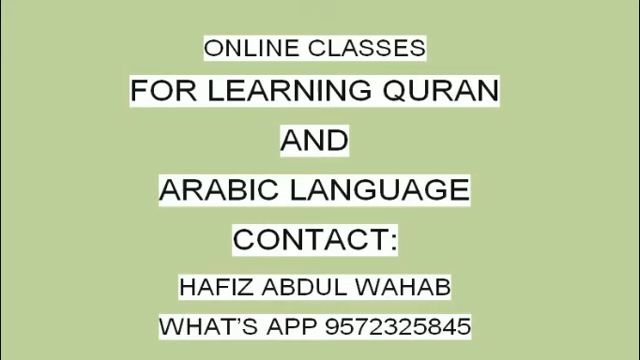 ONLINE CLASSES
FOR LEARNING QURAN
AND
ARABIC LANGUAGE
CONTACT:
HAFIZ ABDUL WAHAB
WHAT'S APP 9572325845